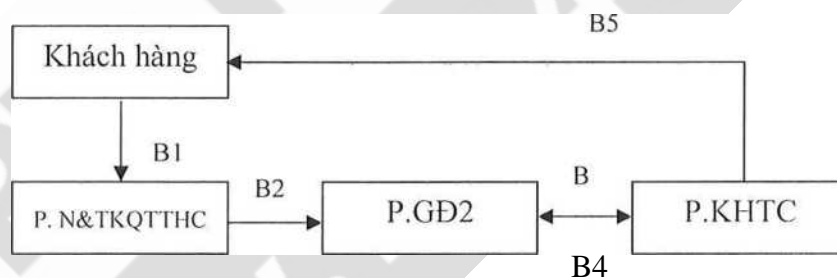 B5
Khách hàng
B1
P. N&TKQTTHC
B2
P.GĐ2
B
P.KHTC
B4